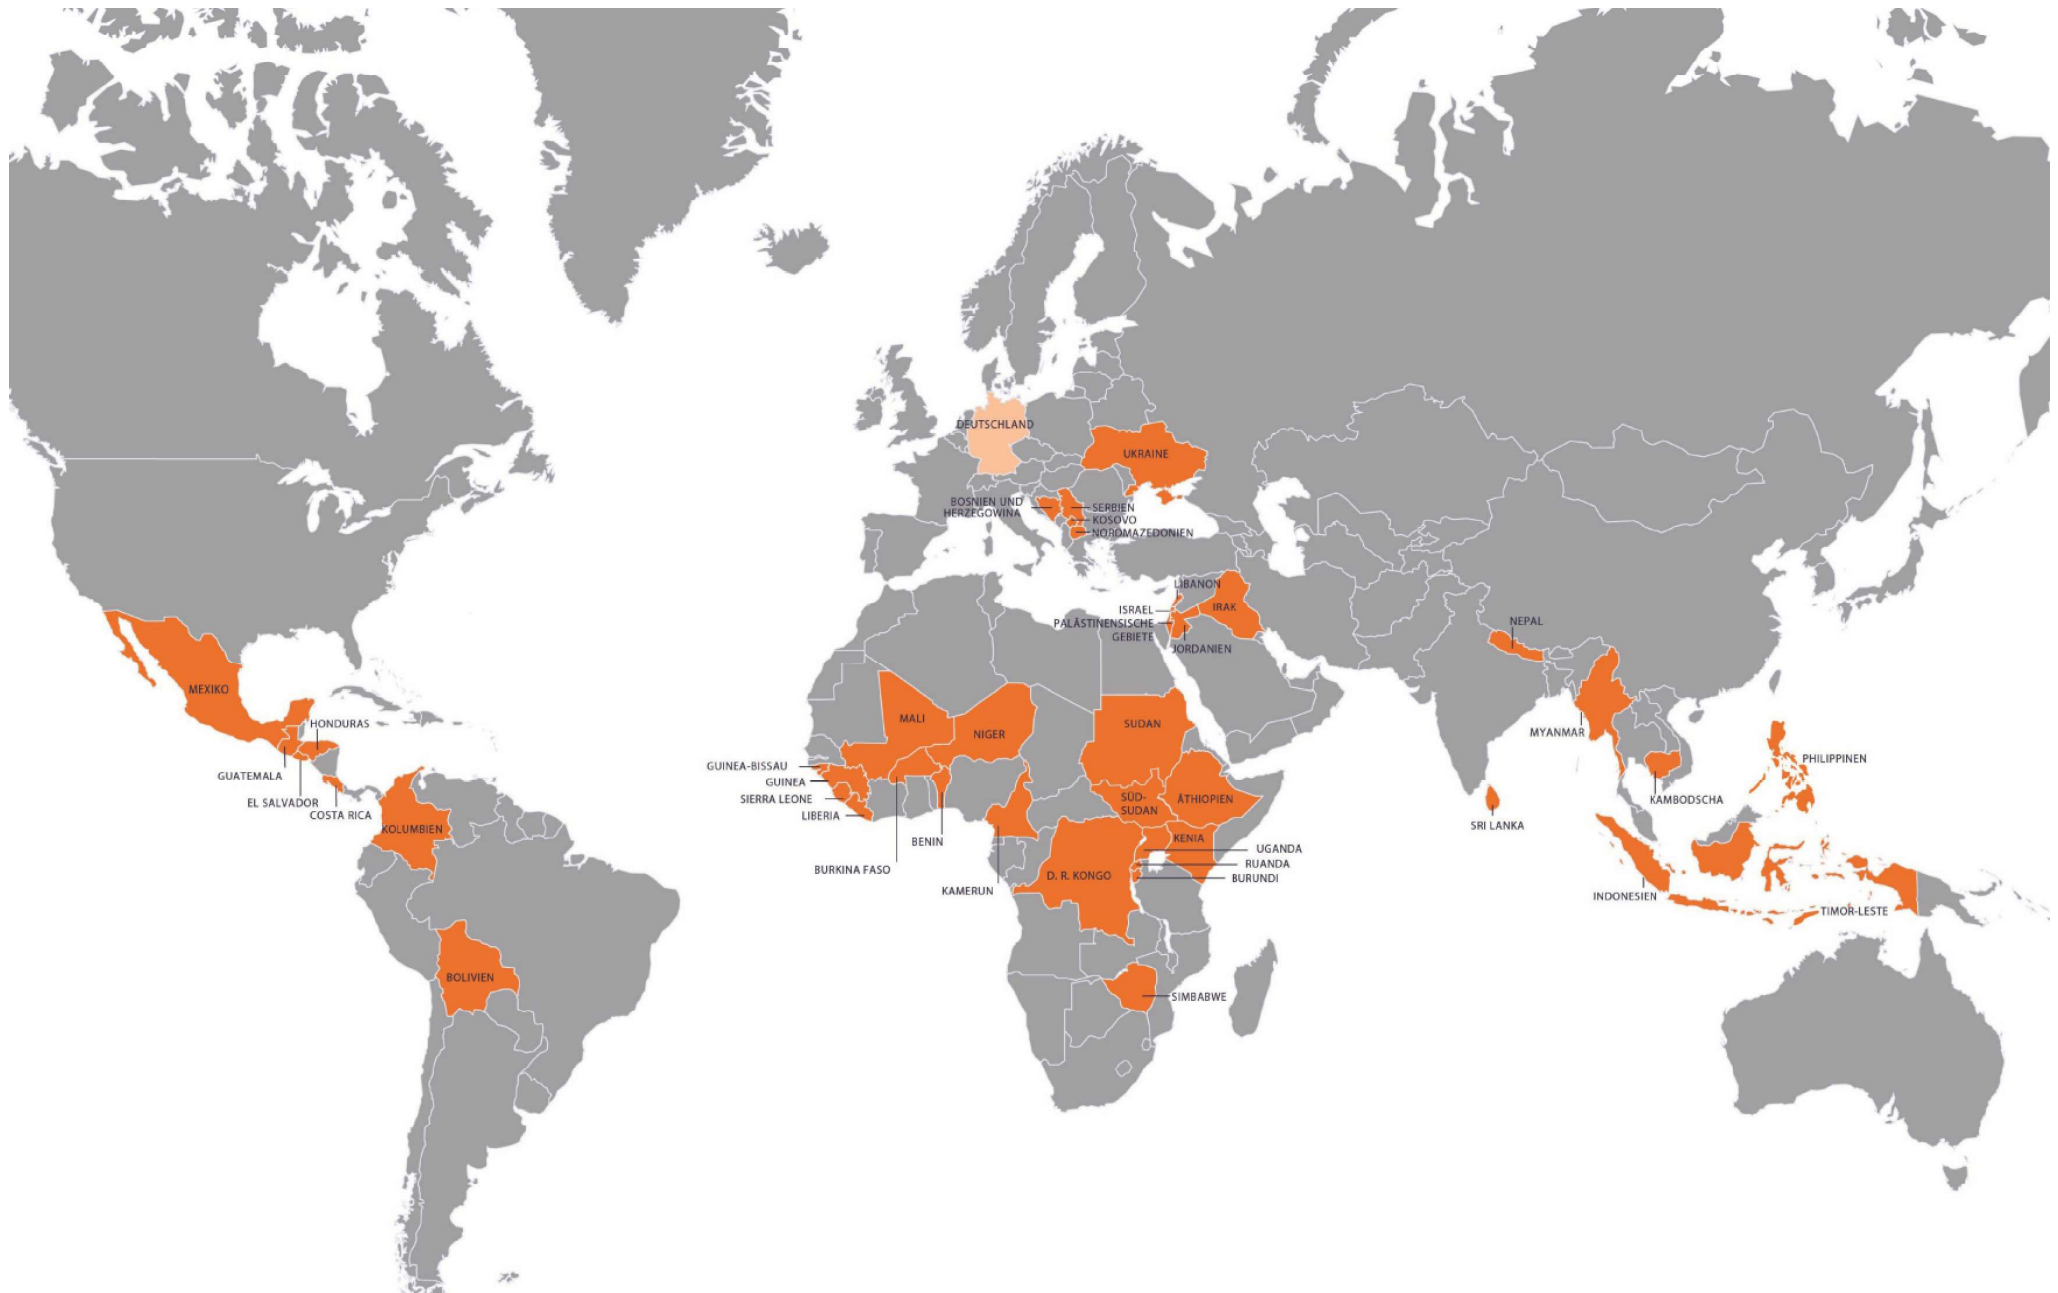 DEUTSCHLAND
UKRAINE
BOSNIEN UND
HERZEGOWINA
SERBIEN
KOSOVO
NORDMAZEDONIEN
LIBANON
ISRAEL
IRAK
PALÄSTINENSISCHE
GEBIETE
JORDANIEN
NEPAL
MEXIKO
HONDURAS
GUATEMALA
EL SALVADOR
COSTA RICA
KOLUMBIEN
BOLIVIEN
MALI
NIGER
SUDAN
GUINEA-BISSAU
GUINEA
SIERRA LEONE
LIBERIA
BENIN
BURKINA FASO
KAMERUN
SÜD-
SUDAN
ÄTHIOPIEN
KENIA
UGANDA
RUANDA
BURUNDI
D. R. KONGO
SIMBABWE
MYANMAR
PHILIPPINEN
KAMBODSCHA
SRI LANKA
INDONESIEN
TIMOR-LESTE